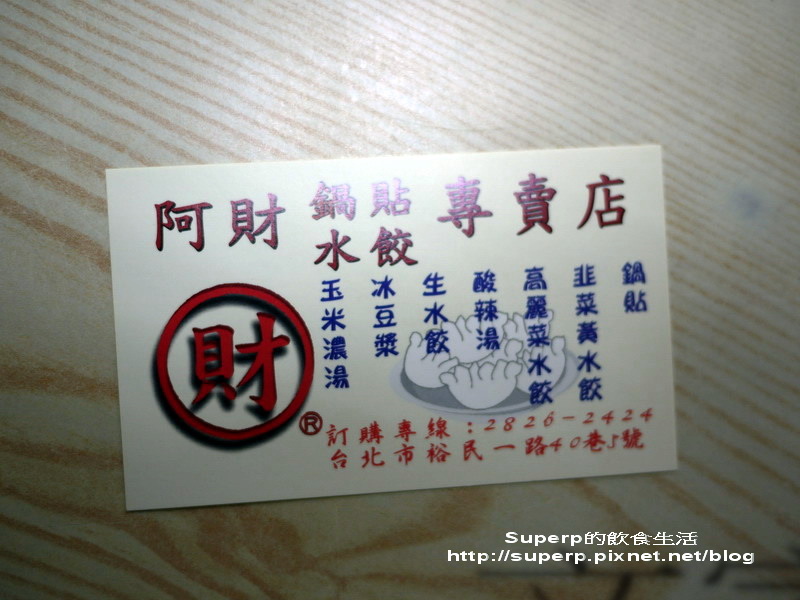 阿財 鍋貼 水餃 專賣店
鍋貼
韭菜黃水餃
高麗菜水餃
酸辣湯
生水餃
冰豆漿
玉米濃湯
財
®
訂購專線:2826-2424
台北市裕民一路40巷5號
Superp的飲食生活
http://superp.pixnet.net/blog